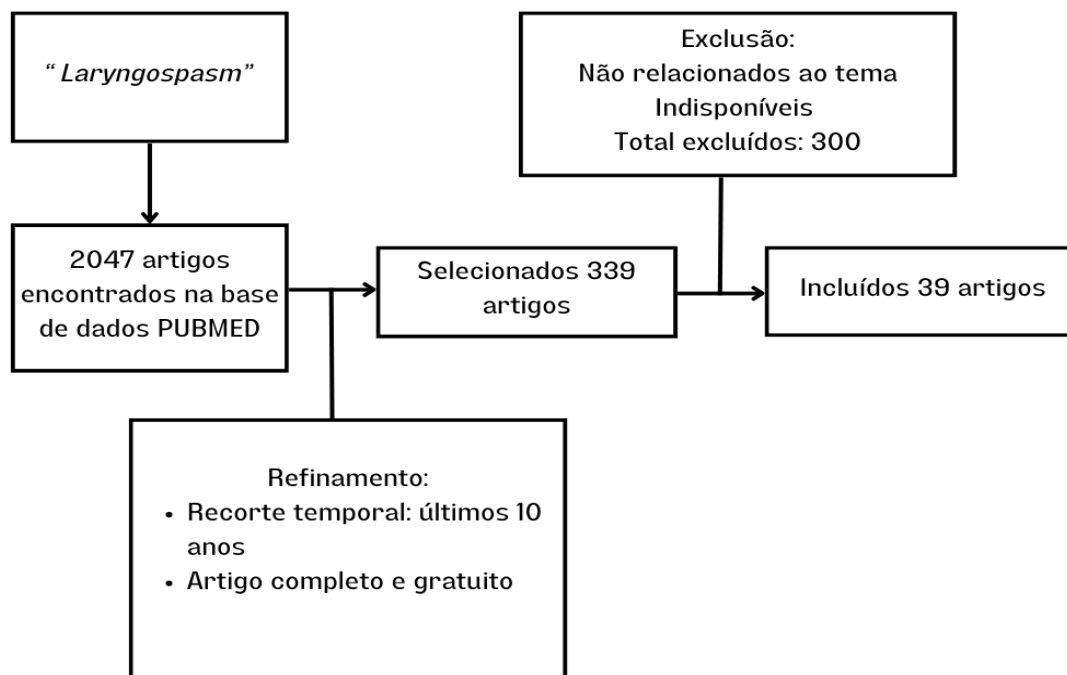 “ Laryngospasm”
Exclusão:
Não relacionados ao tema
Indisponíveis
Total excluídos: 300
2047 artigos
encontrados na base
de dados PUBMED
Selecionados 339
artigos
Incluídos 39 artigos
Refinamento:
• Recorte temporal: últimos 10
anos
• Artigo completo e gratuito